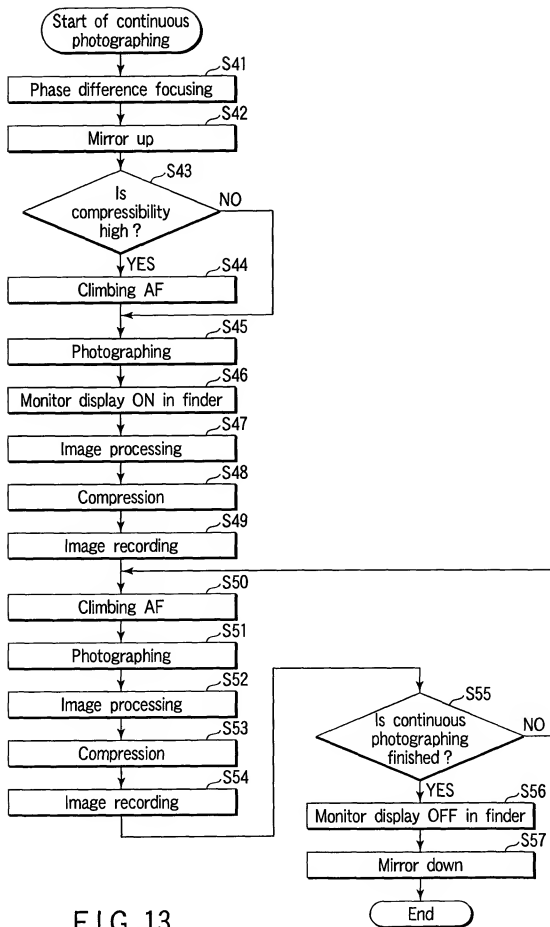 Start of continuous
photographing
S41
Phase difference focusing
S42
Mirror up
S43
Is
compressibility
high ?
NO
YES
S44
Climbing AF
S45
Photographing
S46
Monitor display ON in finder
S47
Image processing
S48
Compression
S49
Image recording
S50
Climbing AF
S51
Photographing
S52
Image processing
S53
Compression
S54
Image recording
S55
Is continuous
photographing
finished ?
NO
YES
S56
Monitor display OFF in finder
S57
Mirror down
End
FIG. 13